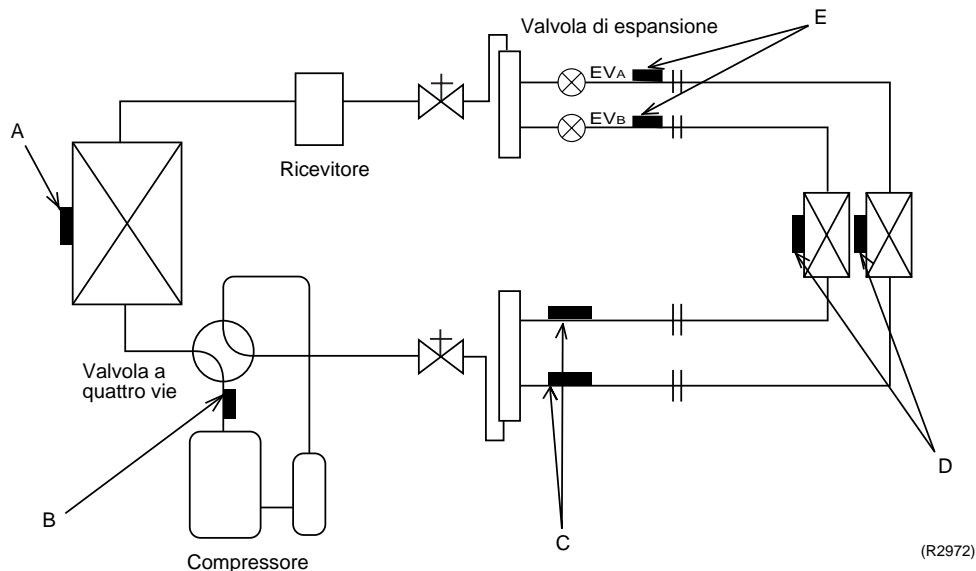 Valvola di espansione
E
EVA
EVB
A
Ricevitore
Valvola a
quattro vie
B
C
D
Compressore
(R2972)